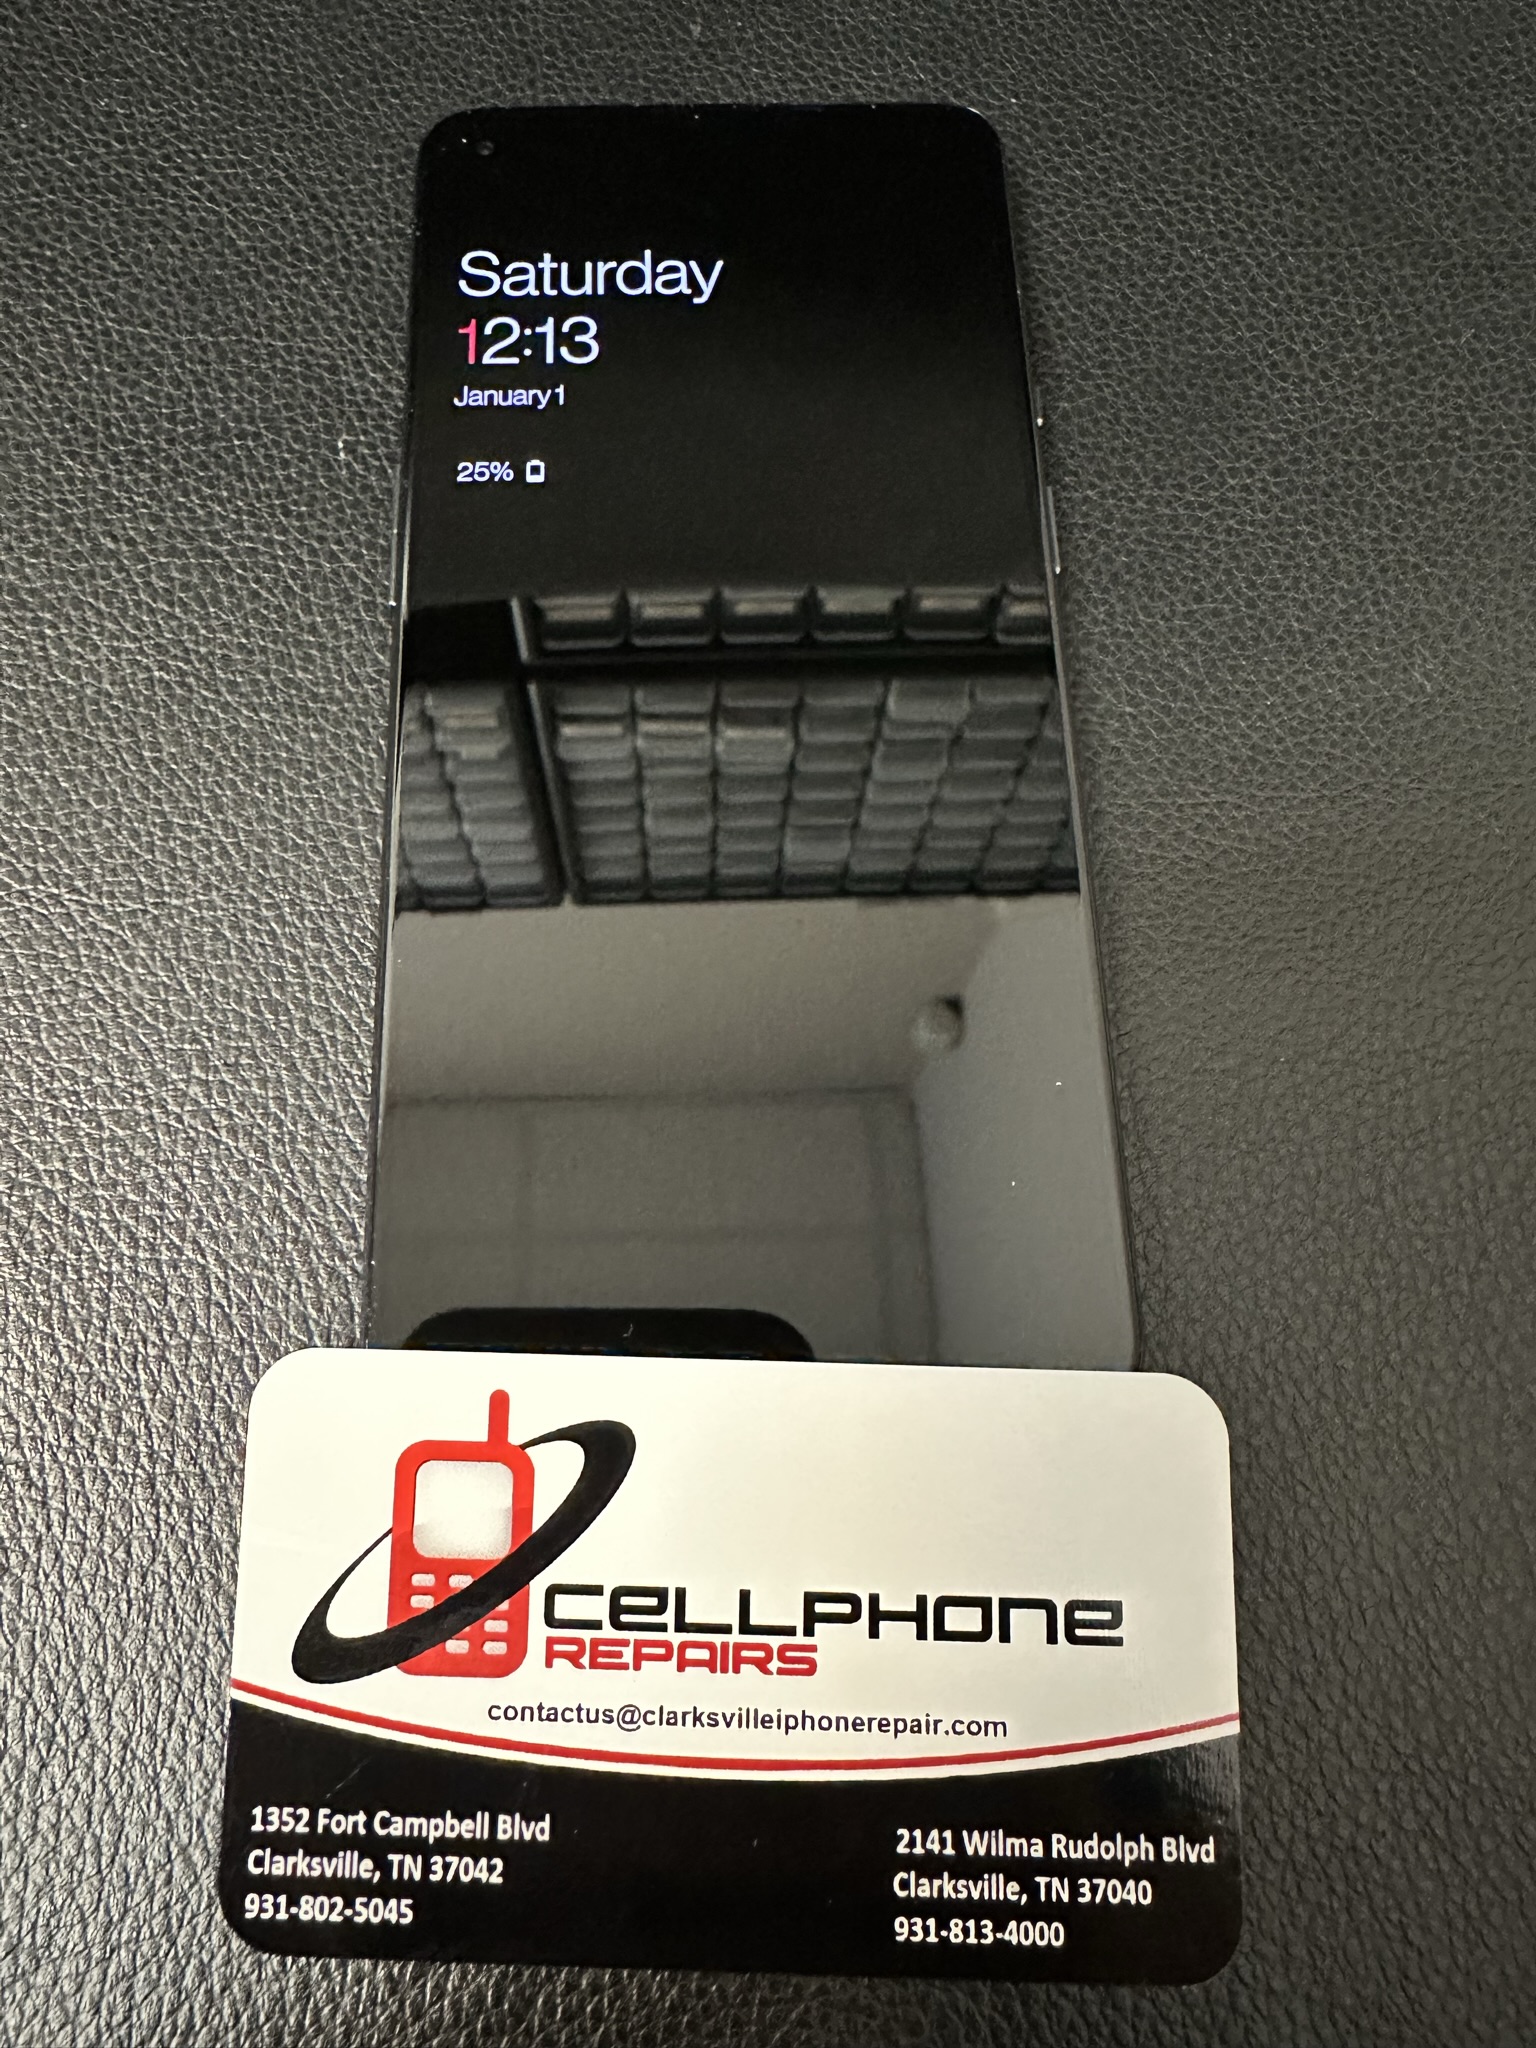 Saturday
12:13
January 1
25%
CELLPHONE
REPAIRS
contactus@clarksvilleiphonerepair.com
1352 Fort Campbell Blvd
Clarksville, TN 37042
931-802-5045
2141 Wilma Rudolph Blvd
Clarksville, TN 37040
931-813-4000